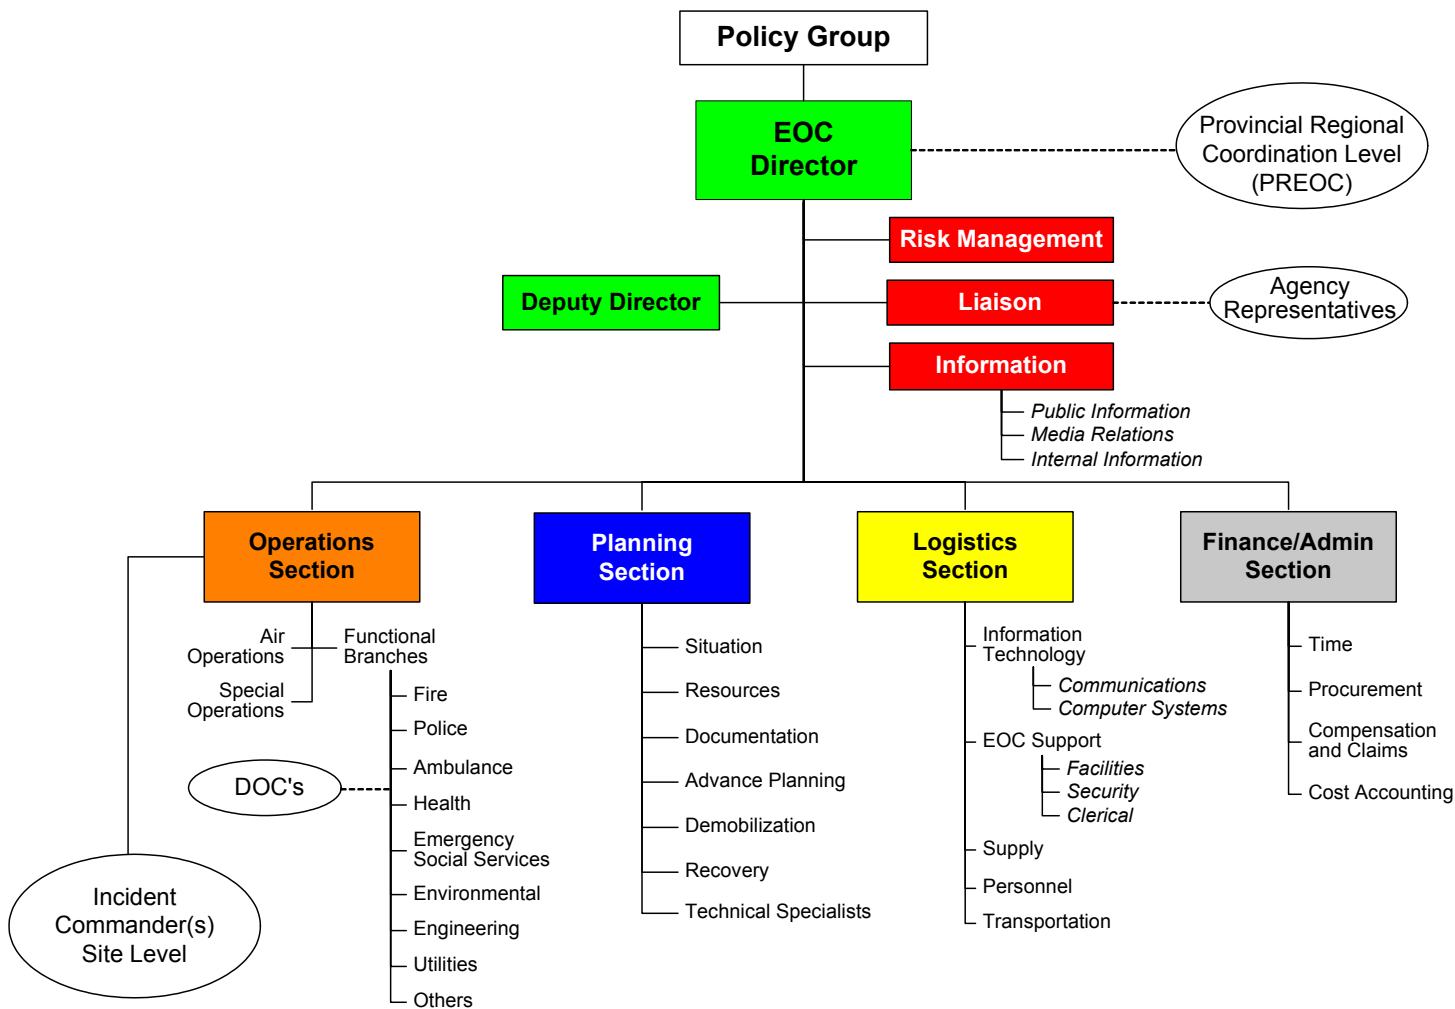 Policy Group
EOC
Director
Provincial Regional
Coordination Level
(PREOC)
Risk Management
Deputy Director
Liaison
Agency
Representatives
Information
Public Information
Media Relations
Internal Information
Operations
Section
Planning
Section
Logistics
Section
Finance/Admin
Section
Air
Operations
Special
Operations
Functional
Branches
Fire
Police
Ambulance
Health
Emergency
Social Services
Environmental
Engineering
Utilities
Others
DOC's
Incident
Commander(s)
Site Level
Situation
Resources
Documentation
Advance Planning
Demobilization
Recovery
Technical Specialists
Information
Technology
Communications
Computer Systems
EOC Support
Facilities
Security
Clerical
Supply
Personnel
Transportation
Time
Procurement
Compensation
and Claims
Cost Accounting